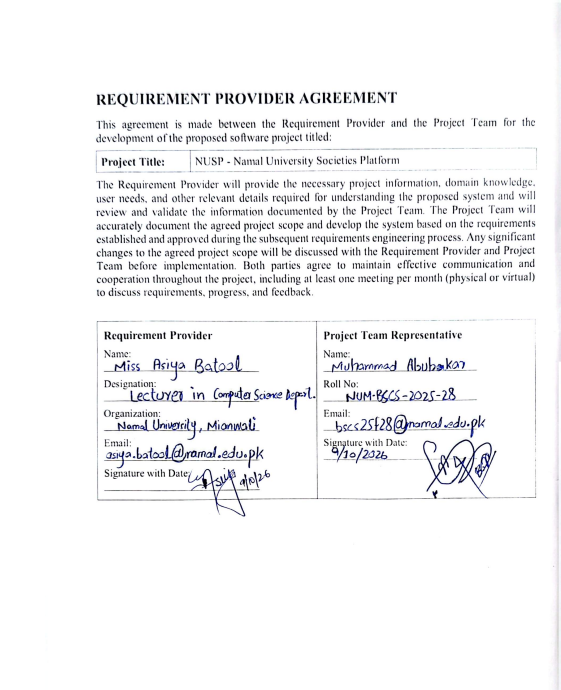 REQUIREMENT PROVIDER AGREEMENT
This agreement is made between the Requirement Provider and the Project Team for the
development of the proposed software project titled:
Project Title: NUSP - Namal University Societies Platform
The Requirement Provider will provide the necessary project information, domain knowledge,
user needs, and other relevant details required for understanding the proposed system and will
review and validate the information documented by the Project Team. The Project Team will
accurately document the agreed project scope and develop the system based on the requirements
established and approved during the subsequent requirements engineering process. Any significant
changes to the agreed project scope will be discussed with the Requirement Provider and Project
Team before implementation. Both parties agree to maintain effective communication and
cooperation throughout the project, including at least one meeting per month (physical or virtual)
to discuss requirements, progress, and feedback.
Requirement Provider
Name:
Miss Asiya Batool
Designation:
Lecturer in Computer Science Depart.
Organization:
Namal University, Mianwali
Email:
asiya.batool@namal.edu.pk
Signature with Date:
9/10/26
Project Team Representative
Name:
Muhammad Abubakar
Roll No:
NUM-BSCS-2025-28
Email:
bscs25f28@namal.edu.pk
Signature with Date:
9/10/2026